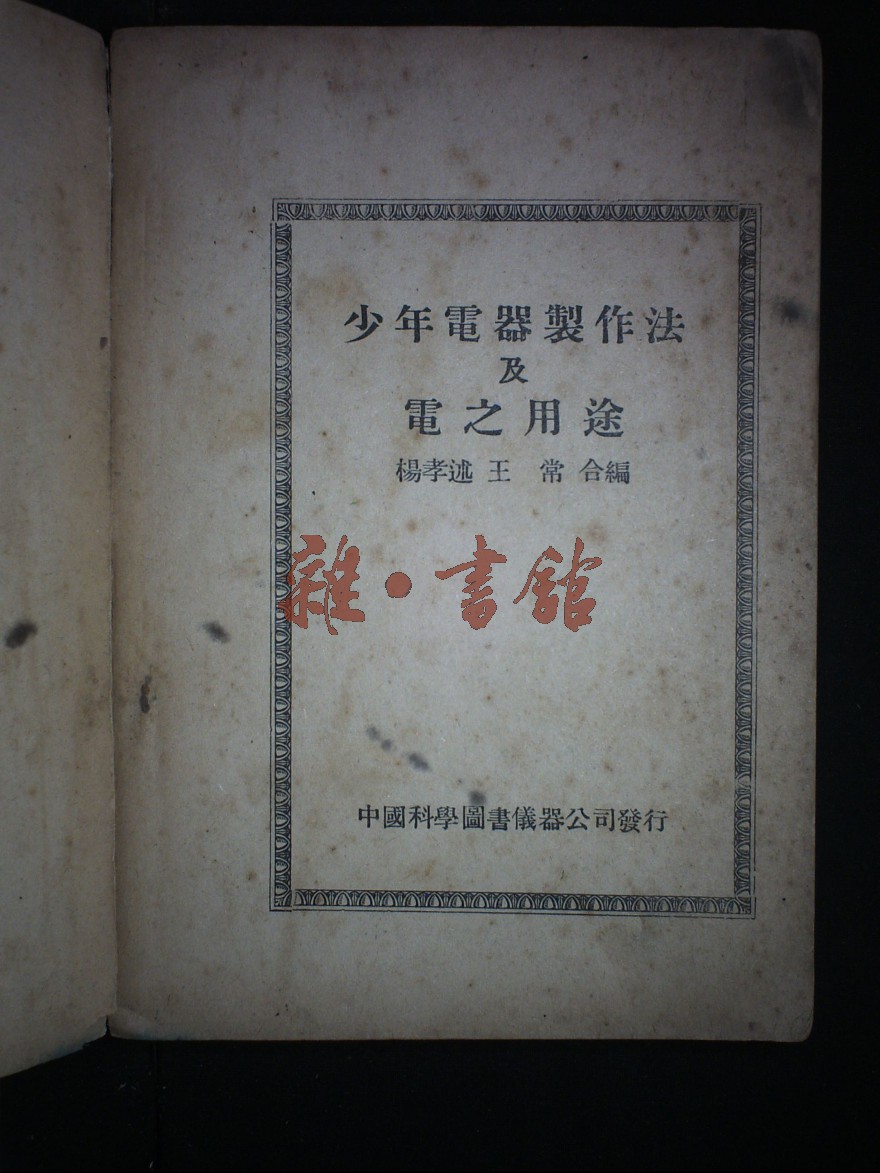 少年電器製作法
及
電之用途
楊孝述 王 常 合編
雜·書館
中國科學圖書儀器公司發行